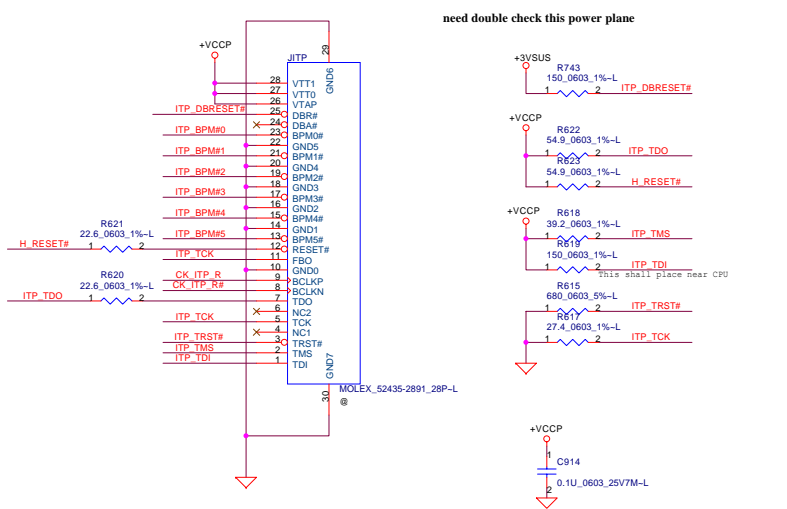 need double check this power plane
+VCCP
JITP
29
GND6
28 VTT1
27 VTT0
26 VTAP
ITP_DBRESET# 25 DBR#
24 DBA#
ITP_BPM#0 23 BPM0#
22 GND5
ITP_BPM#1 21 BPM1#
20 GND4
ITP_BPM#2 19 BPM2#
18 GND3
ITP_BPM#3 17 BPM3#
16 GND2
ITP_BPM#4 15 BPM4#
14 GND1
ITP_BPM#5 13 BPM5#
R621
22.6_0603_1%~L
H_RESET# 1 2 12 RESET#
ITP_TCK 11 FBO
10 GND0
CK_ITP_R 9 BCLKP
CK_ITP_R# 8 BCLKN
R620
22.6_0603_1%~L
ITP_TDO 1 2 7 TDO
6 NC2
ITP_TCK 5 TCK
4 NC1
ITP_TRST# 3 TRST#
ITP_TMS 2 TMS
ITP_TDI 1 TDI
GND7
30
MOLEX_52435-2891_28P~L
@
+3VSUS
R743
150_0603_1%~L
1 2 ITP_DBRESET#
+VCCP
R622
54.9_0603_1%~L
1 2 ITP_TDO
R623
54.9_0603_1%~L
1 2 H_RESET#
+VCCP
R618
39.2_0603_1%~L
1 2 ITP_TMS
R619
150_0603_1%~L
1 2 ITP_TDI
This shall place near CPU
R615
680_0603_5%~L
1 2 ITP_TRST#
R617
27.4_0603_1%~L
1 2 ITP_TCK
+VCCP
1
C914
0.1U_0603_25V7M~L
2